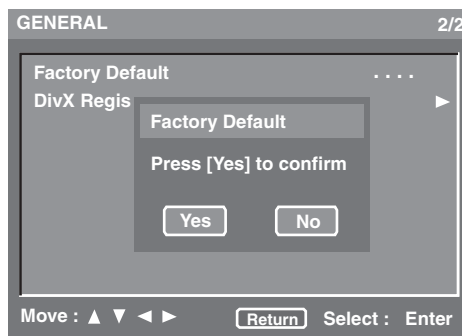 GENERAL 2/2
Factory Default ....
DivX Regis
Factory Default
Press [Yes] to confirm
Yes No
Move : ▲ ▼ ◄ ► Return Select : Enter